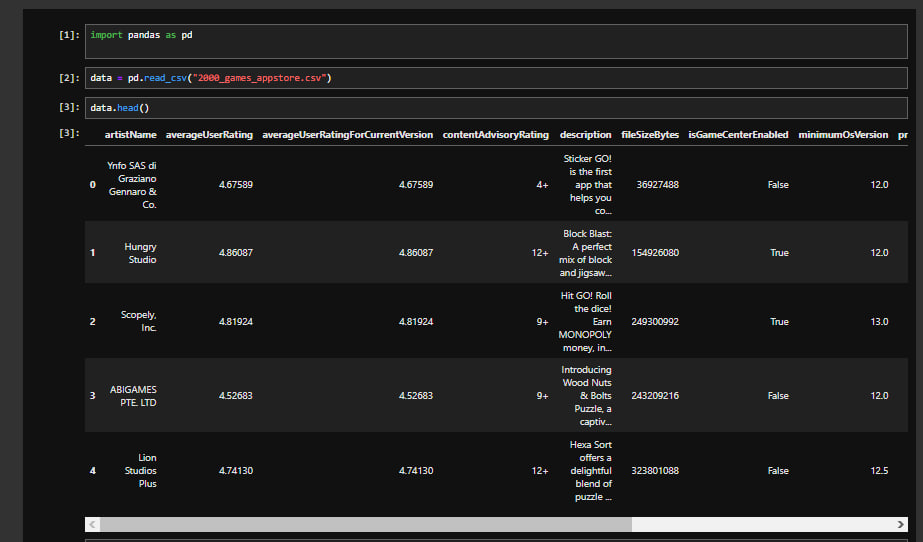 [1]: import pandas as pd
[2]: data = pd.read_csv("2000_games_appstore.csv")
[3]: data.head()
[3]: artistName averageUserRating averageUserRatingForCurrentVersion contentAdvisoryRating description fileSizeBytes isGameCenterEnabled minimumOsVersion pr
0 Ynfo SAS di Graziano Gennaro & Co. 4.67589 4.67589 4+ Sticker GO! is the first app that helps you co... 36927488 False 12.0
1 Hungry Studio 4.86087 4.86087 12+ Block Blast: A perfect mix of block and jigsaw... 154926080 True 12.0
2 Scopely, Inc. 4.81924 4.81924 9+ Hit GO! Roll the dice! Earn MONOPOLY money, in... 249300992 True 13.0
3 ABIGAMES PTE. LTD 4.52683 4.52683 9+ Introducing Wood Nuts & Bolts Puzzle, a captiv... 243209216 False 12.0
4 Lion Studios Plus 4.74130 4.74130 12+ Hexa Sort offers a delightful blend of puzzle ... 323801088 False 12.5